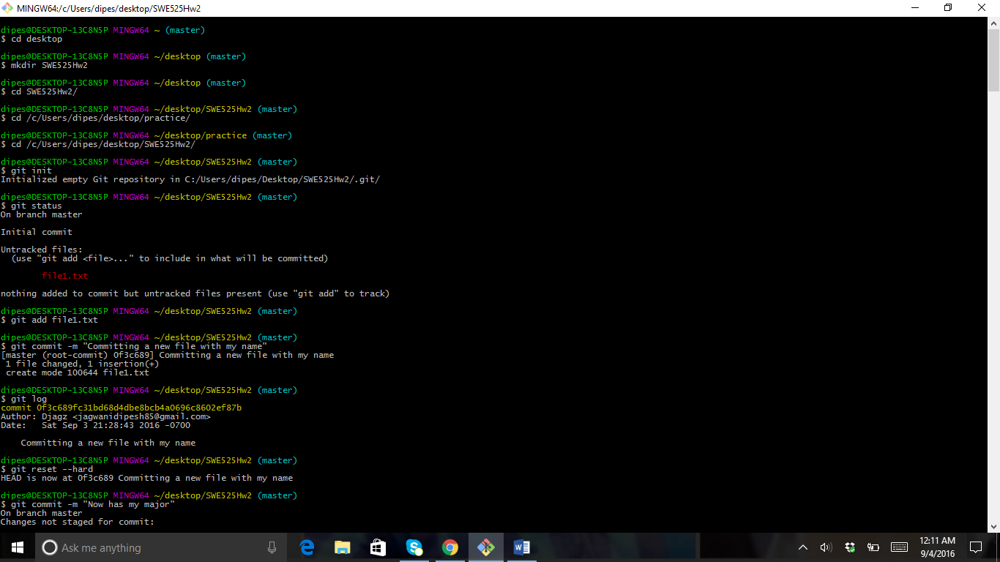 MINGW64:/c/Users/dipes/desktop/SWE525Hw2
dipes@DESKTOP-13C8N5P MINGW64 ~ (master)
$ cd desktop
dipes@DESKTOP-13C8N5P MINGW64 ~/desktop (master)
$ mkdir SWE525Hw2
dipes@DESKTOP-13C8N5P MINGW64 ~/desktop (master)
$ cd SWE525Hw2/
dipes@DESKTOP-13C8N5P MINGW64 ~/desktop/SWE525Hw2 (master)
$ cd /c/Users/dipes/desktop/practice/
dipes@DESKTOP-13C8N5P MINGW64 ~/desktop/practice (master)
$ cd /c/Users/dipes/desktop/SWE525Hw2/
dipes@DESKTOP-13C8N5P MINGW64 ~/desktop/SWE525Hw2 (master)
$ git init
Initialized empty Git repository in C:/Users/dipes/Desktop/SWE525Hw2/.git/
dipes@DESKTOP-13C8N5P MINGW64 ~/desktop/SWE525Hw2 (master)
$ git status
On branch master
Initial commit
Untracked files:
  (use "git add <file>..." to include in what will be committed)
        file1.txt
nothing added to commit but untracked files present (use "git add" to track)
dipes@DESKTOP-13C8N5P MINGW64 ~/desktop/SWE525Hw2 (master)
$ git add file1.txt
dipes@DESKTOP-13C8N5P MINGW64 ~/desktop/SWE525Hw2 (master)
$ git commit -m "Committing a new file with my name"
[master (root-commit) 0f3c689] Committing a new file with my name
 1 file changed, 1 insertion(+)
 create mode 100644 file1.txt
dipes@DESKTOP-13C8N5P MINGW64 ~/desktop/SWE525Hw2 (master)
$ git log
commit 0f3c689fc31bd68d4dbe8bcb4a0696c8602ef87b
Author: Djagz <jagwanidipesh85@gmail.com>
Date:   Sat Sep 3 21:28:43 2016 -0700
    Committing a new file with my name
dipes@DESKTOP-13C8N5P MINGW64 ~/desktop/SWE525Hw2 (master)
$ git reset --hard
HEAD is now at 0f3c689 Committing a new file with my name
dipes@DESKTOP-13C8N5P MINGW64 ~/desktop/SWE525Hw2 (master)
$ git commit -m "Now has my major"
On branch master
Changes not staged for commit:
Ask me anything
12:11 AM
9/4/2016